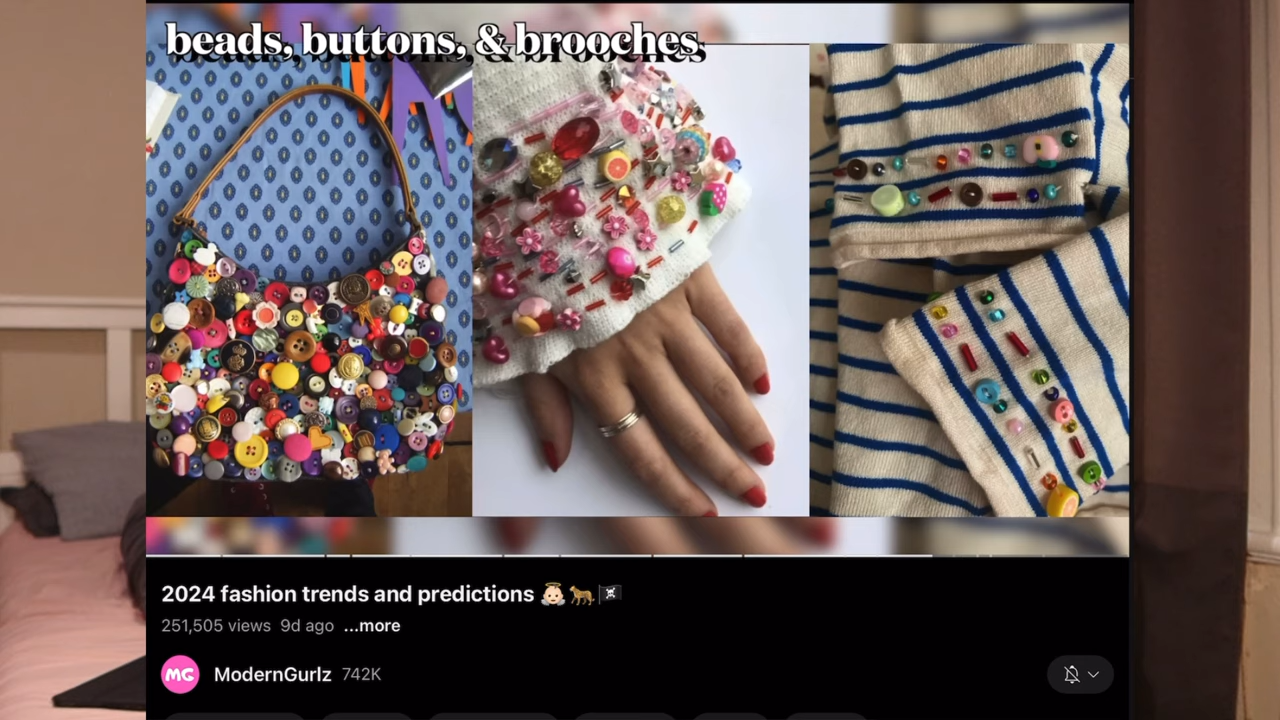 beads, buttons, & brooches
2024 fashion trends and predictions 👼🏻🐆🏴‍☠️
251,505 views 9d ago ...more
MG ModernGurlz 742K